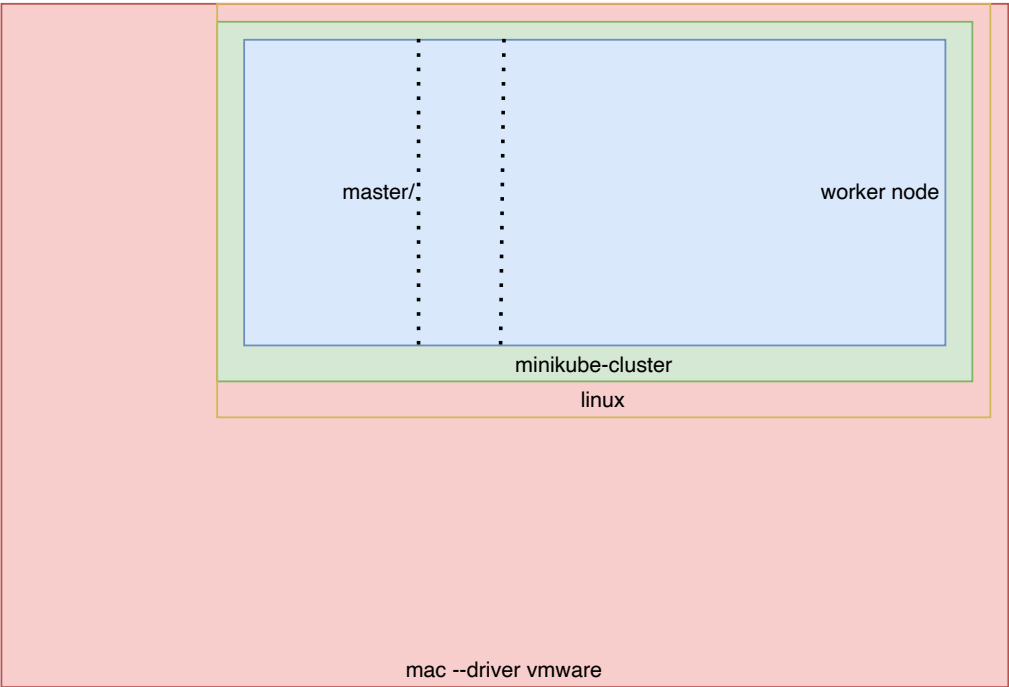 master/
worker node
minikube-cluster
linux
mac --driver vmware